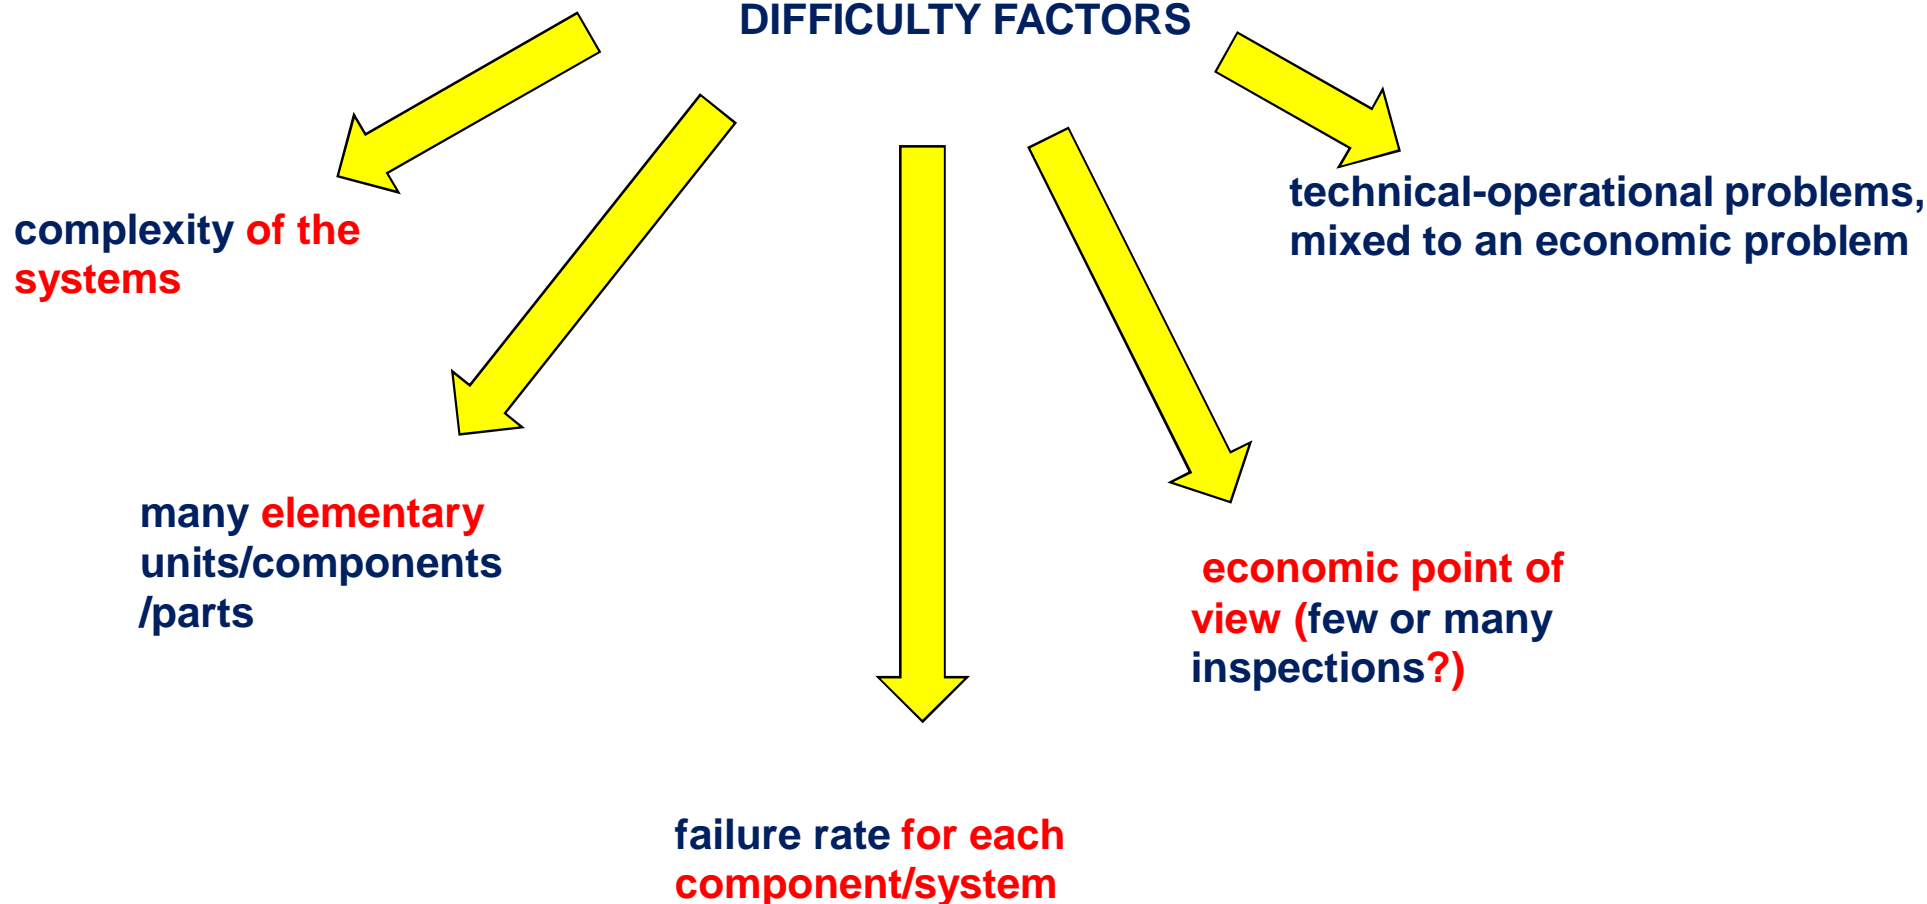 DIFFICULTY FACTORS
complexity of the
systems
many elementary
units/components
/parts
failure rate for each
component/system
economic point of
view (few or many
inspections?)
technical-operational problems,
mixed to an economic problem